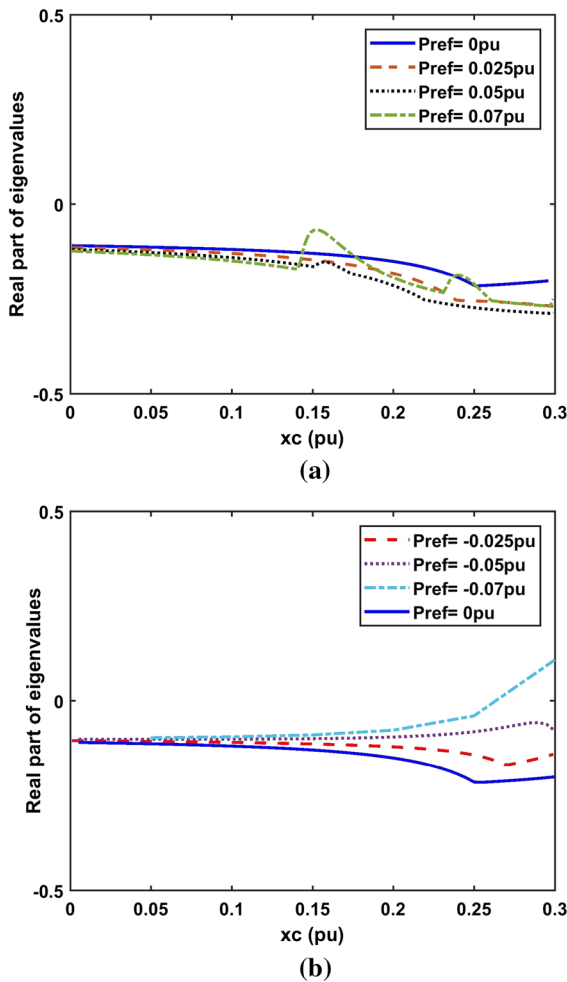 0.5
Pref= 0pu
Pref= 0.025pu
Pref= 0.05pu
Pref= 0.07pu
Real part of eigenvalues
0
-0.5
0 0.05 0.1 0.15 0.2 0.25 0.3
xc (pu)
(a)
0.5
Pref= -0.025pu
Pref= -0.05pu
Pref= -0.07pu
Pref= 0pu
Real part of eigenvalues
0
-0.5
0 0.05 0.1 0.15 0.2 0.25 0.3
xc (pu)
(b)